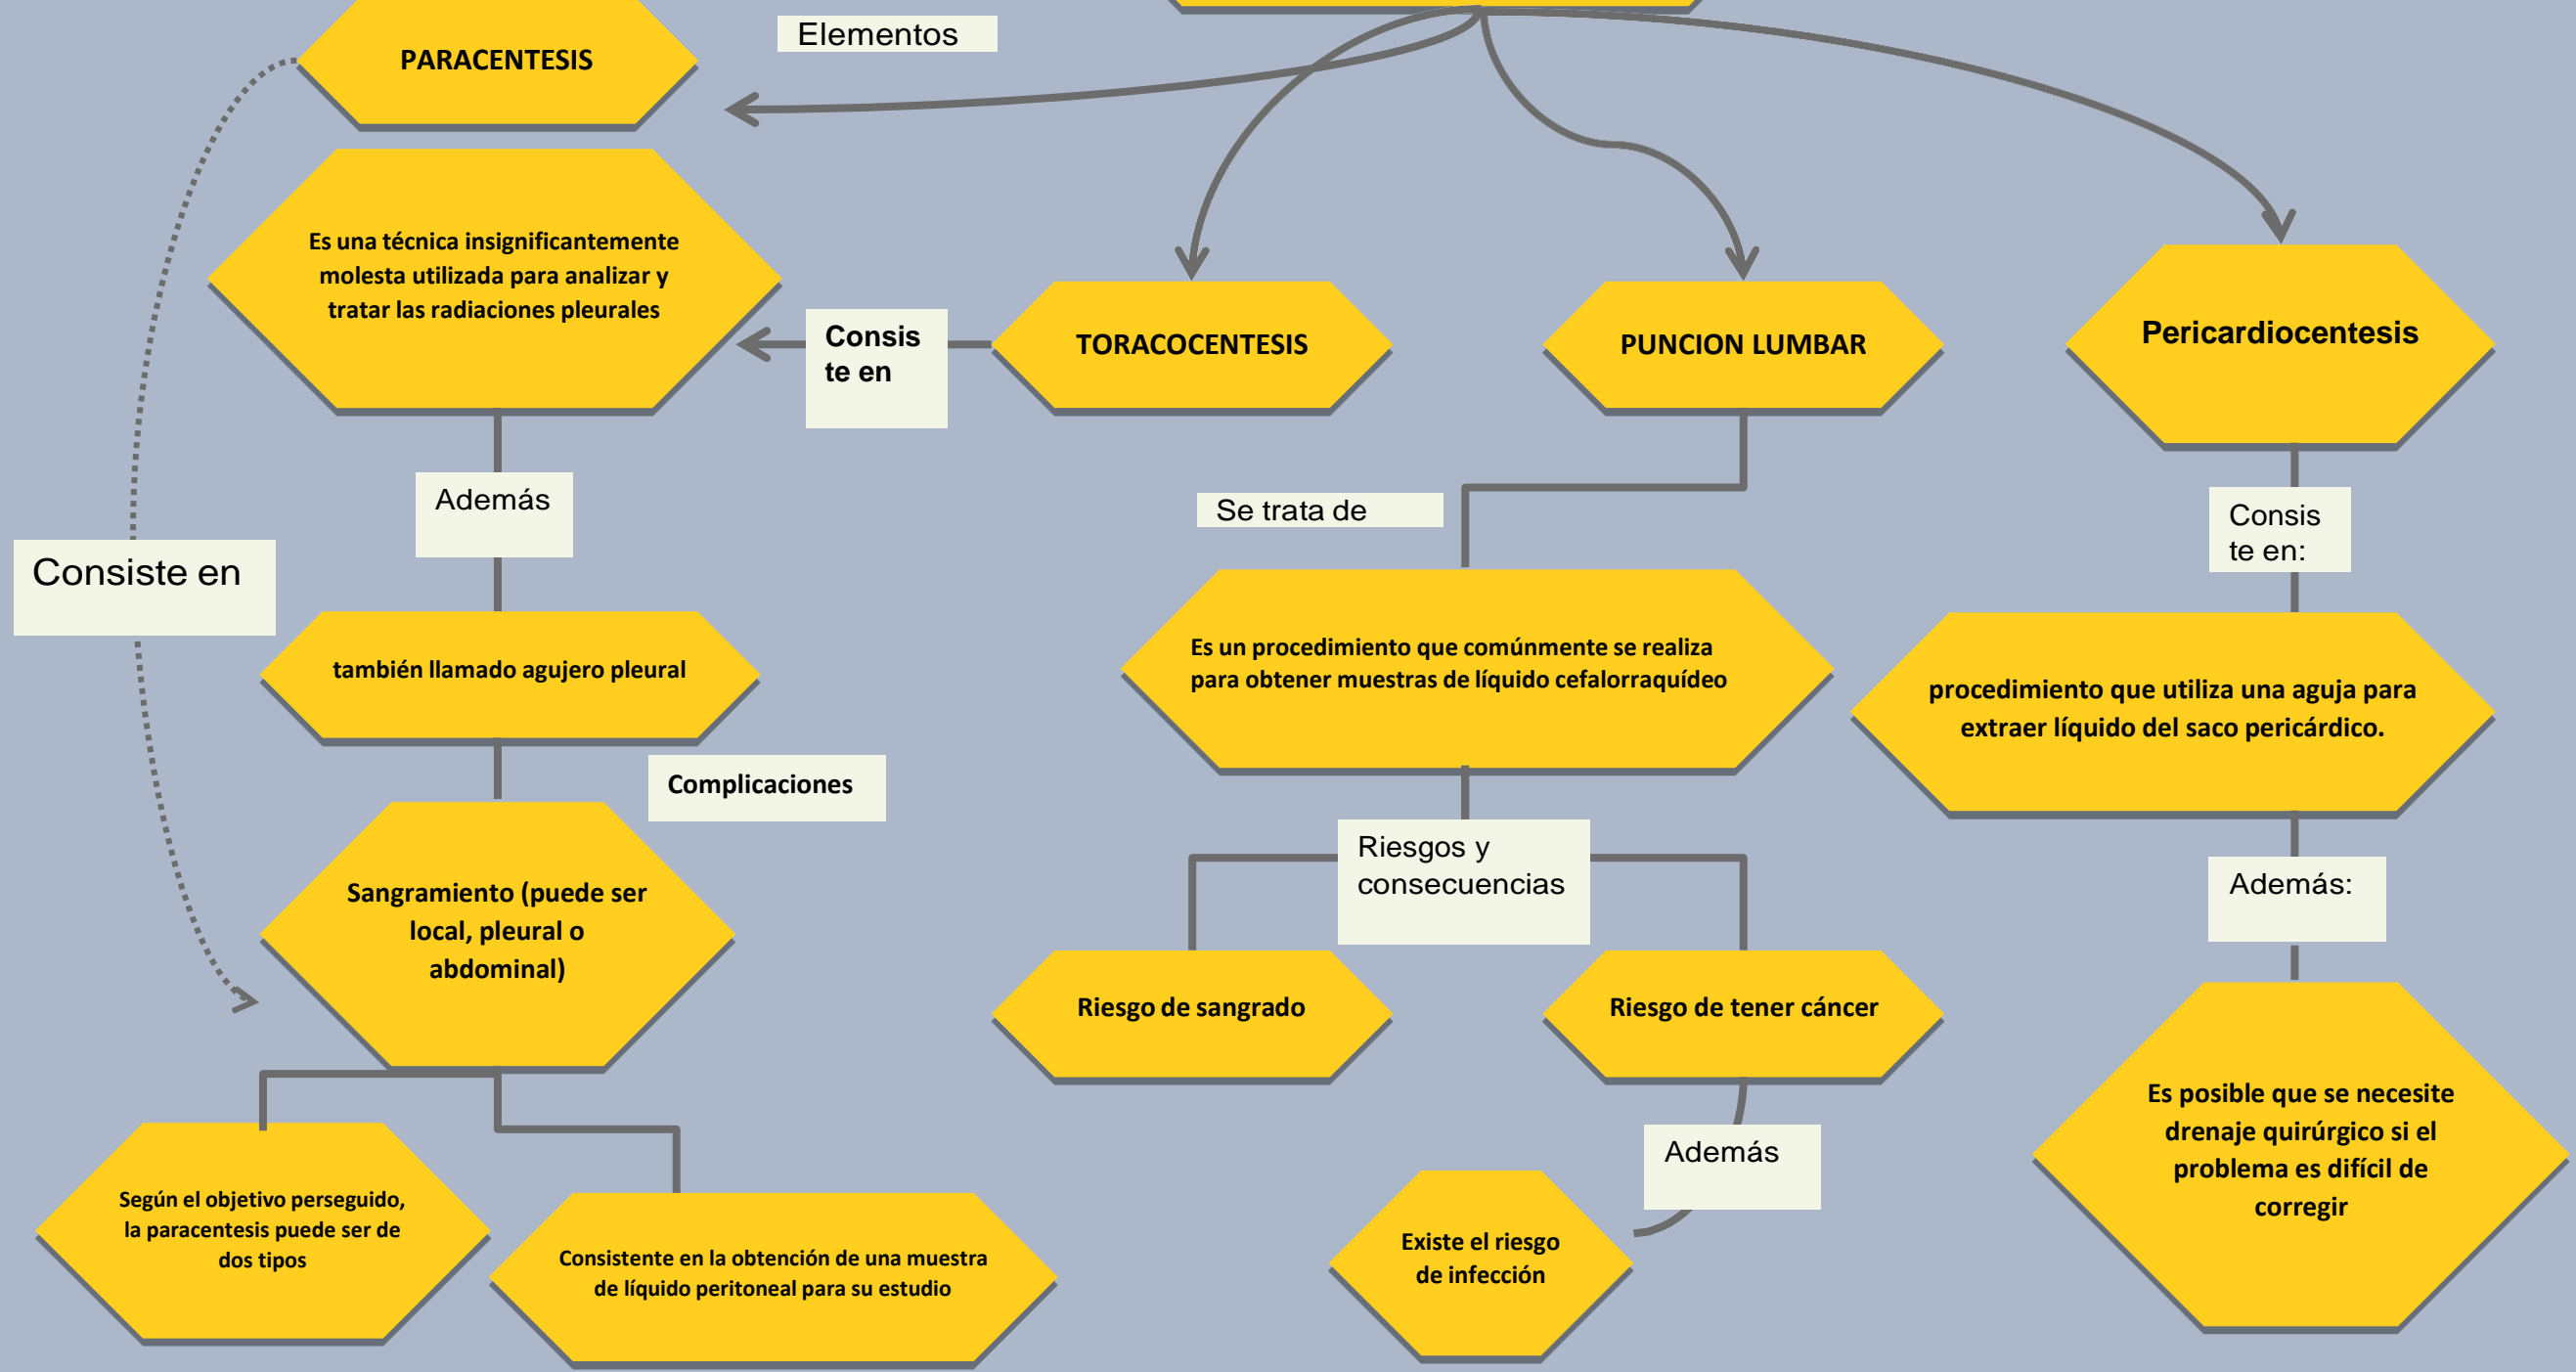 Elementos
PARACENTESIS
Es una técnica insignificantemente
molesta utilizada para analizar y
tratar las radiaciones pleurales
Consis
te en
TORACOCENTESIS
PUNCION LUMBAR
Pericardiocentesis
Además
Se trata de
Consis
te en:
Consiste en
también llamado agujero pleural
Es un procedimiento que comúnmente se realiza
para obtener muestras de líquido cefalorraquídeo
procedimiento que utiliza una aguja para
extraer líquido del saco pericárdico.
Complicaciones
Riesgos y
consecuencias
Además:
Sangramiento (puede ser
local, pleural o
abdominal)
Riesgo de sangrado
Riesgo de tener cáncer
Es posible que se necesite
drenaje quirúrgico si el
problema es difícil de
corregir
Además
Según el objetivo perseguido,
la paracentesis puede ser de
dos tipos
Consistente en la obtención de una muestra
de líquido peritoneal para su estudio
Existe el riesgo
de infección